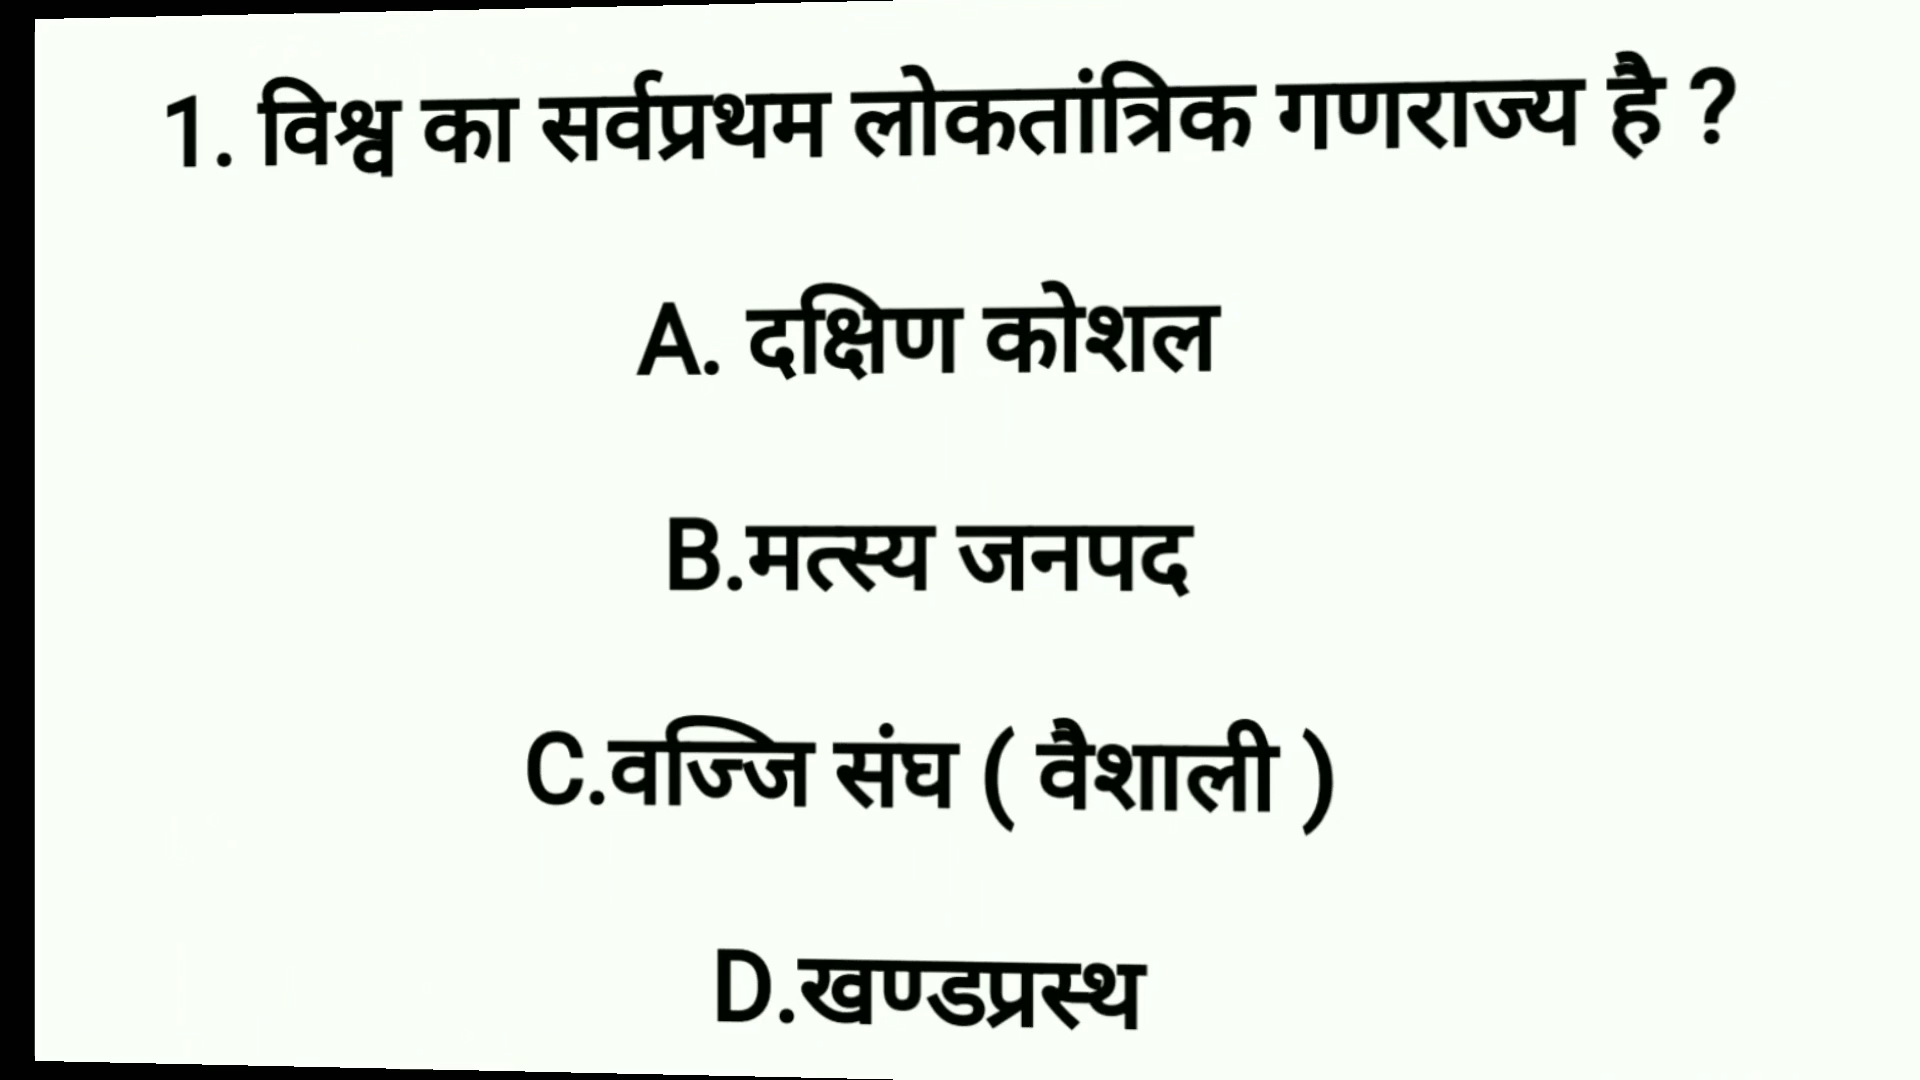 1. विश्व का सर्वप्रथम लोकतांत्रिक गणराज्य है ?
A. दक्षिण कोशल
B.मत्स्य जनपद
C.वज्जि संघ ( वैशाली )
D.खण्डप्रस्थ